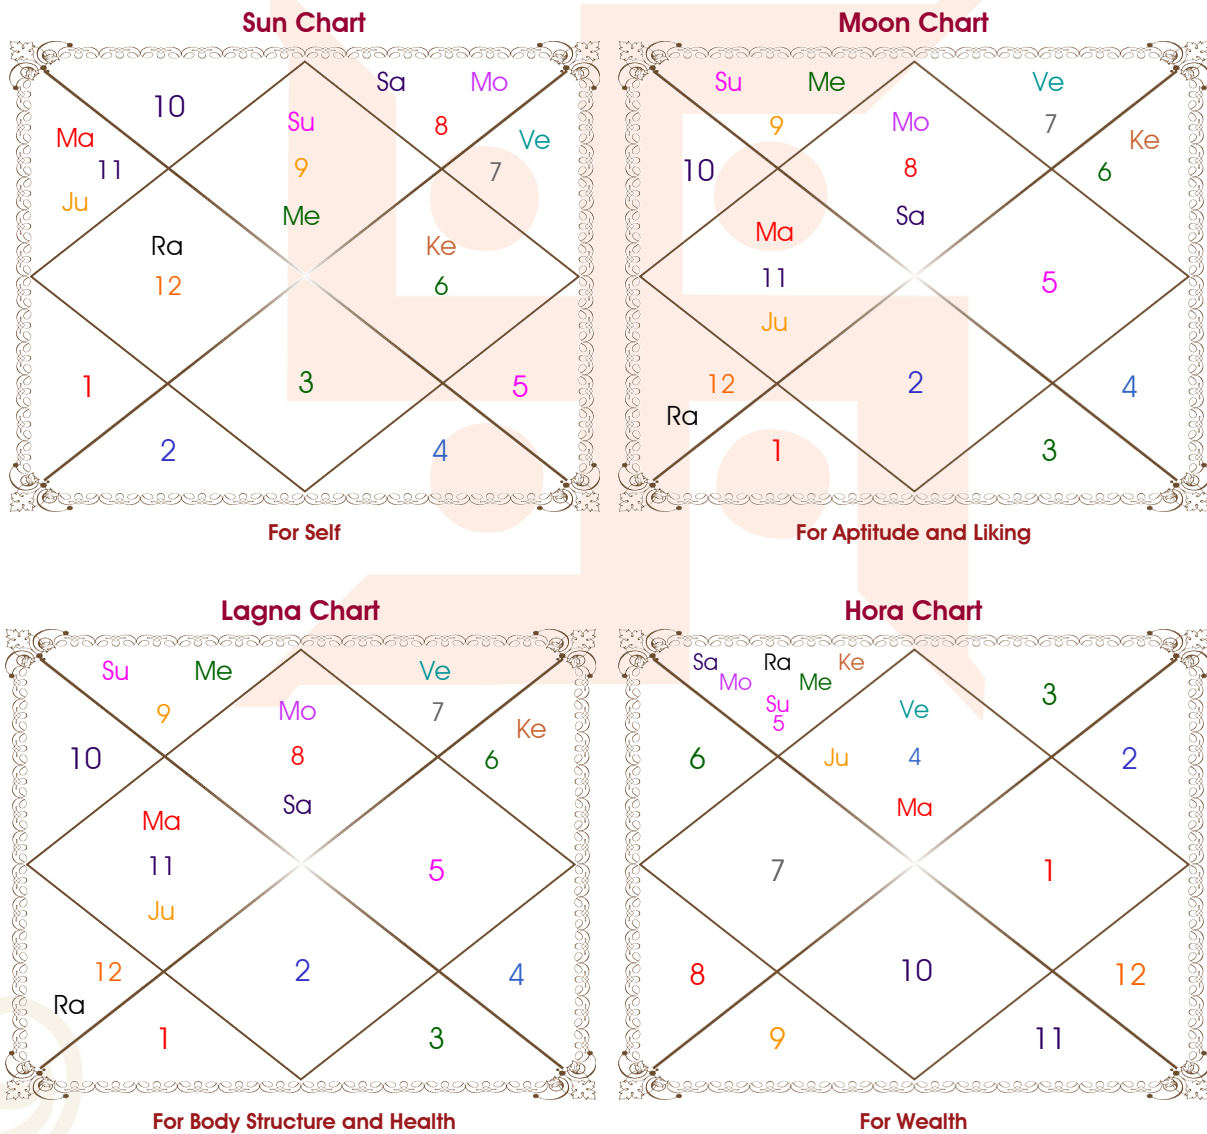 Sun Chart
10
Su
Sa Mo
8
Ma
11
Ju
9
Me
Ve
7
Ra
12
Ke
6
1
3
5
2
4
For Self
Moon Chart
Su Me
9
Mo
Ve
7
Ke
10
8
6
Ma
11
Ju
Sa
5
12
Ra
2
4
1
3
For Aptitude and Liking
Lagna Chart
Su Me
9
Mo
Ve
7
Ke
10
8
6
Ma
11
Ju
Sa
5
12
Ra
2
4
1
3
For Body Structure and Health
Hora Chart
Sa Ra Ke
Mo Me
Su
5
Ve
3
6
Ju 4
2
Ma
7
1
8
10
12
9
11
For Wealth